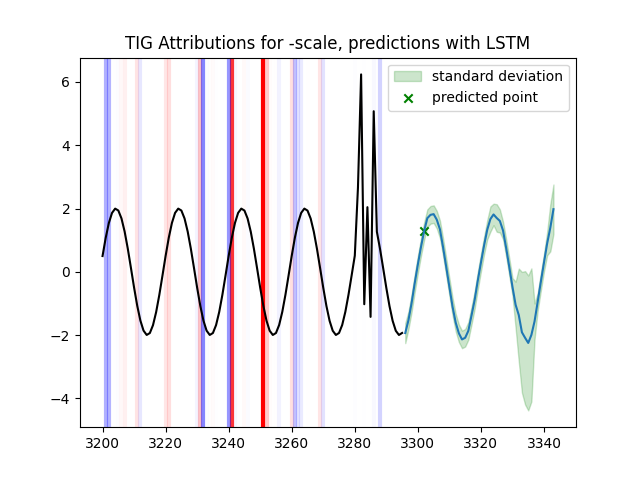 TIG Attributions for -scale, predictions with LSTM
standard deviation
predicted point
6
4
2
0
−2
−4
3200 3220 3240 3260 3280 3300 3320 3340